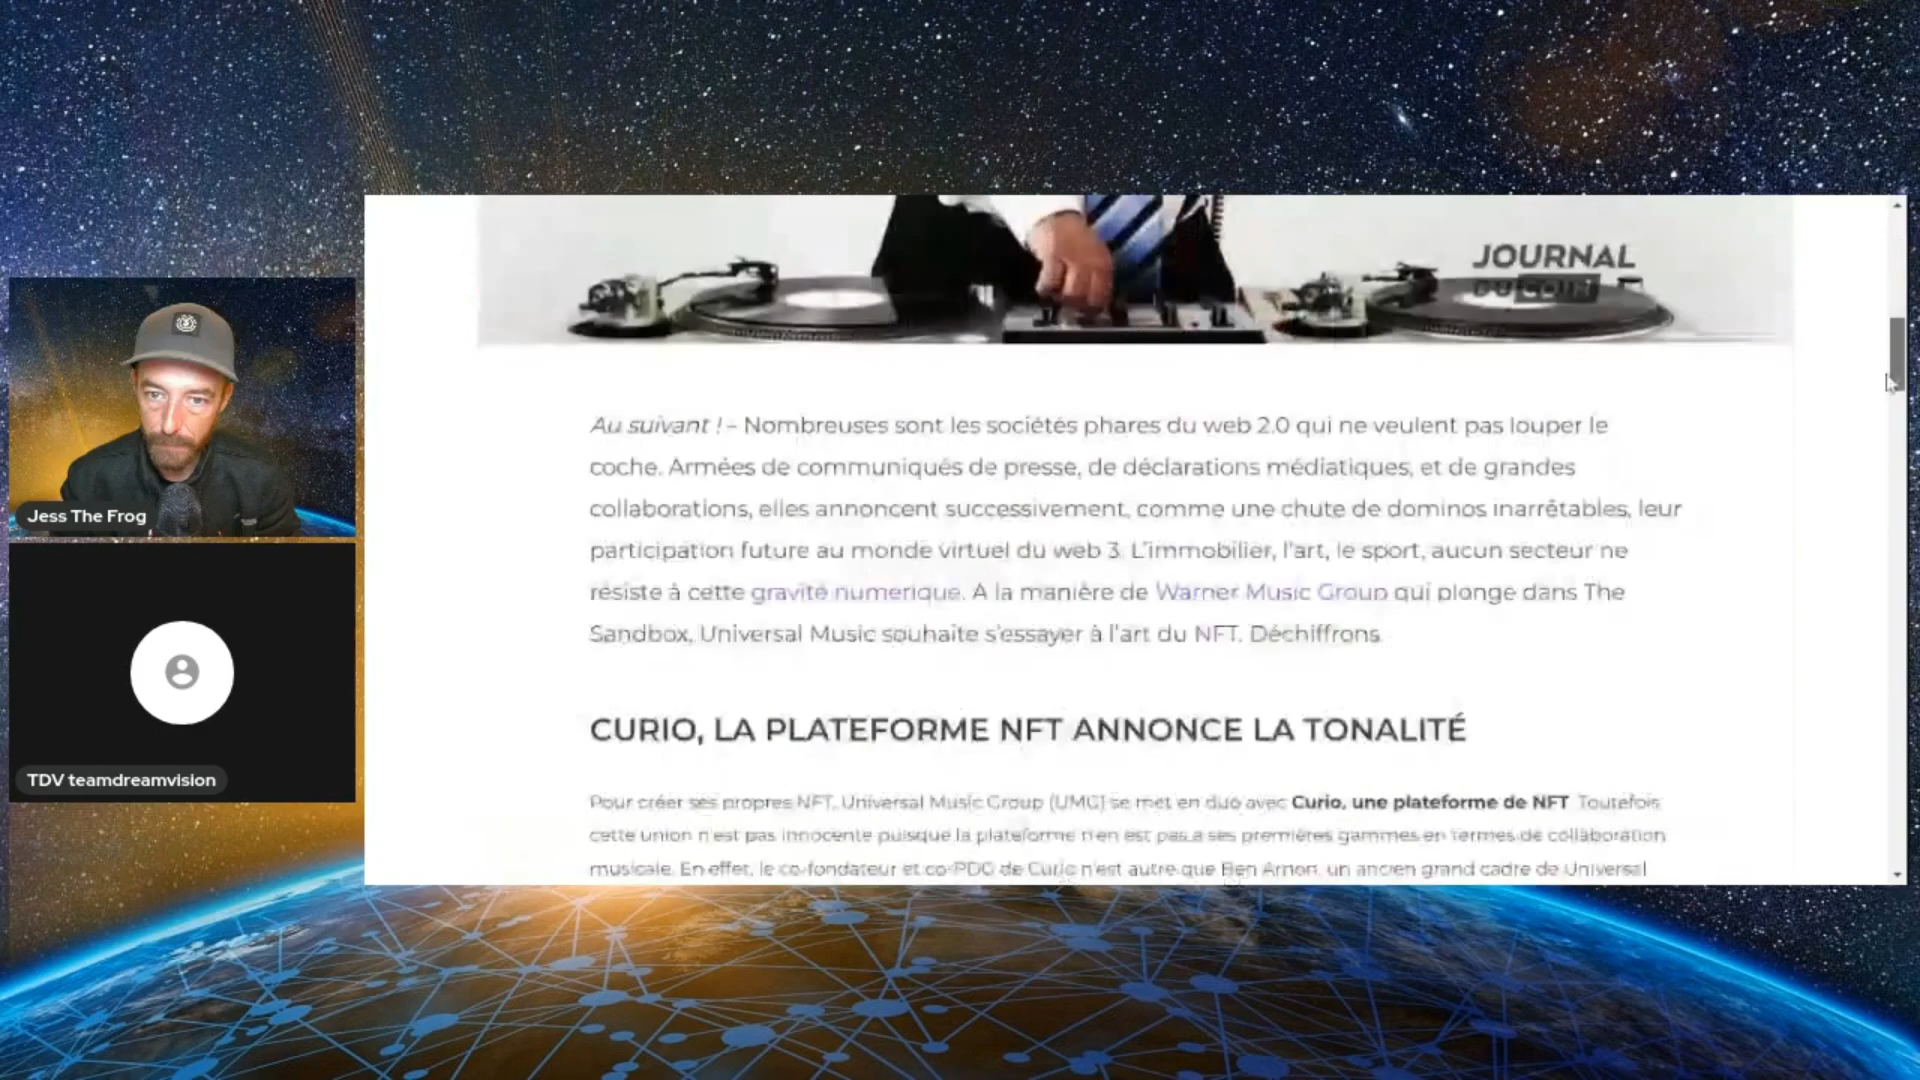 JOURNAL
DU COIN
Au suivant ! – Nombreuses sont les sociétés phares du web 2.0 qui ne veulent pas louper le
coche. Armées de communiqués de presse, de déclarations médiatiques, et de grandes
collaborations, elles annoncent successivement, comme une chute de dominos inarrêtables, leur
participation future au monde virtuel du web 3. L'immobilier, l'art, le sport, aucun secteur ne
résiste à cette gravité numérique. A la manière de Warner Music Group qui plonge dans The
Sandbox, Universal Music souhaite s'essayer à l'art du NFT. Déchiffrons.
Jess The Frog
CURIO, LA PLATEFORME NFT ANNONCE LA TONALITÉ
TDV teamdreamvision
Pour créer ses propres NFT, Universal Music Group (UMG) se met en duo avec Curio, une plateforme de NFT. Toutefois
cette union n'est pas innocente puisque la plateforme n'en est pas a ses premières gammes en termes de collaboration
musicale. En effet, le co-fondateur et co-PDG de Curio n'est autre que Ben Arnon, un ancien grand cadre de Universal